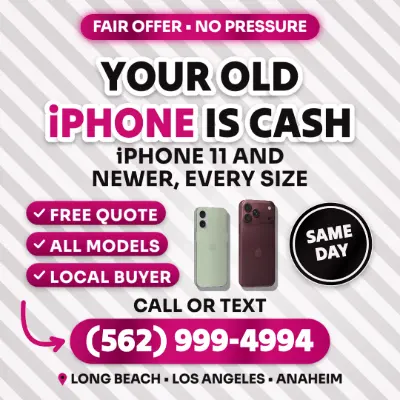 FAIR OFFER • NO PRESSURE
YOUR OLD
iPHONE IS CASH
iPHONE 11 AND
NEWER, EVERY SIZE
✓ FREE QUOTE
✓ ALL MODELS
✓ LOCAL BUYER
SAME
DAY
CALL OR TEXT
(562) 999-4994
LONG BEACH • LOS ANGELES • ANAHEIM